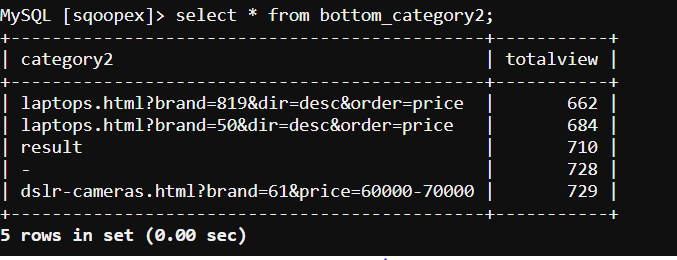 MySQL [sqoopex]> select * from bottom_category2;
+----------------------------------------------+-----------+
| category2                                    | totalview |
+----------------------------------------------+-----------+
| laptops.html?brand=819&dir=desc&order=price  |       662 |
| laptops.html?brand=50&dir=desc&order=price   |       684 |
| result                                       |       710 |
| -                                            |       728 |
| dslr-cameras.html?brand=61&price=60000-70000 |       729 |
+----------------------------------------------+-----------+
5 rows in set (0.00 sec)